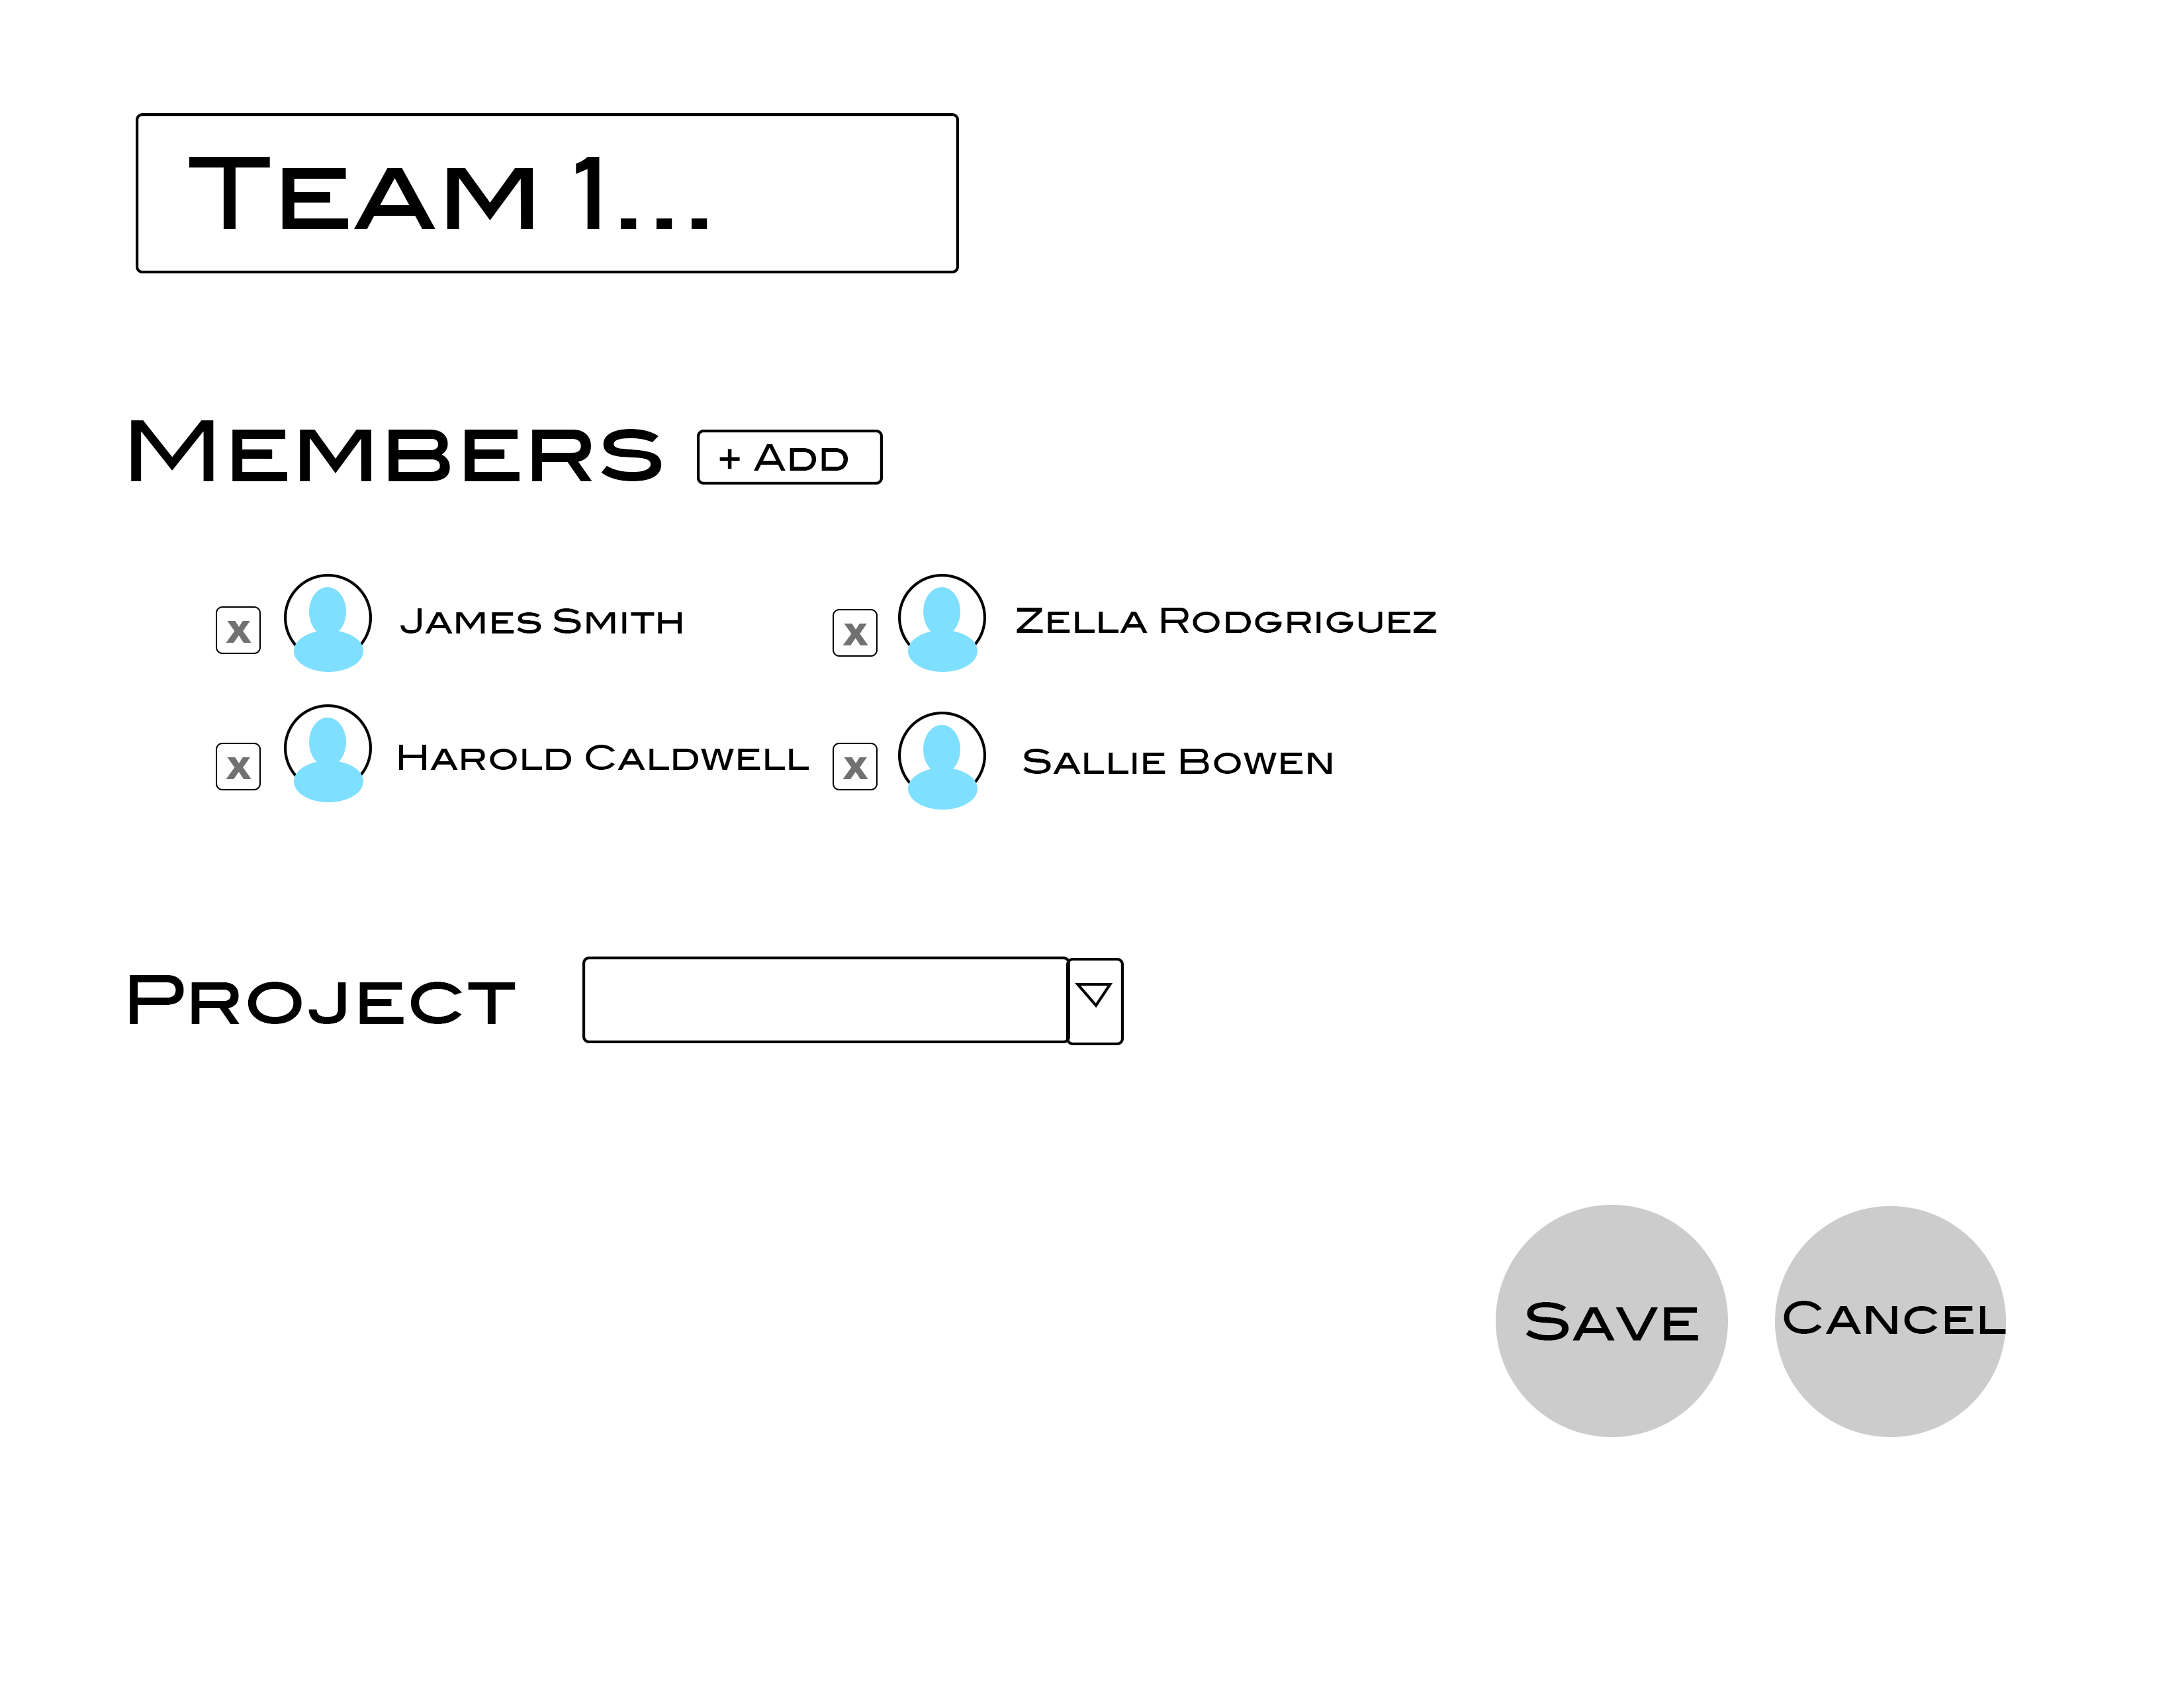 Team 1...
Members + Add
x James Smith x Zella Rodgriguez
x Harold Caldwell x Sallie Bowen
Project
Save Cancel